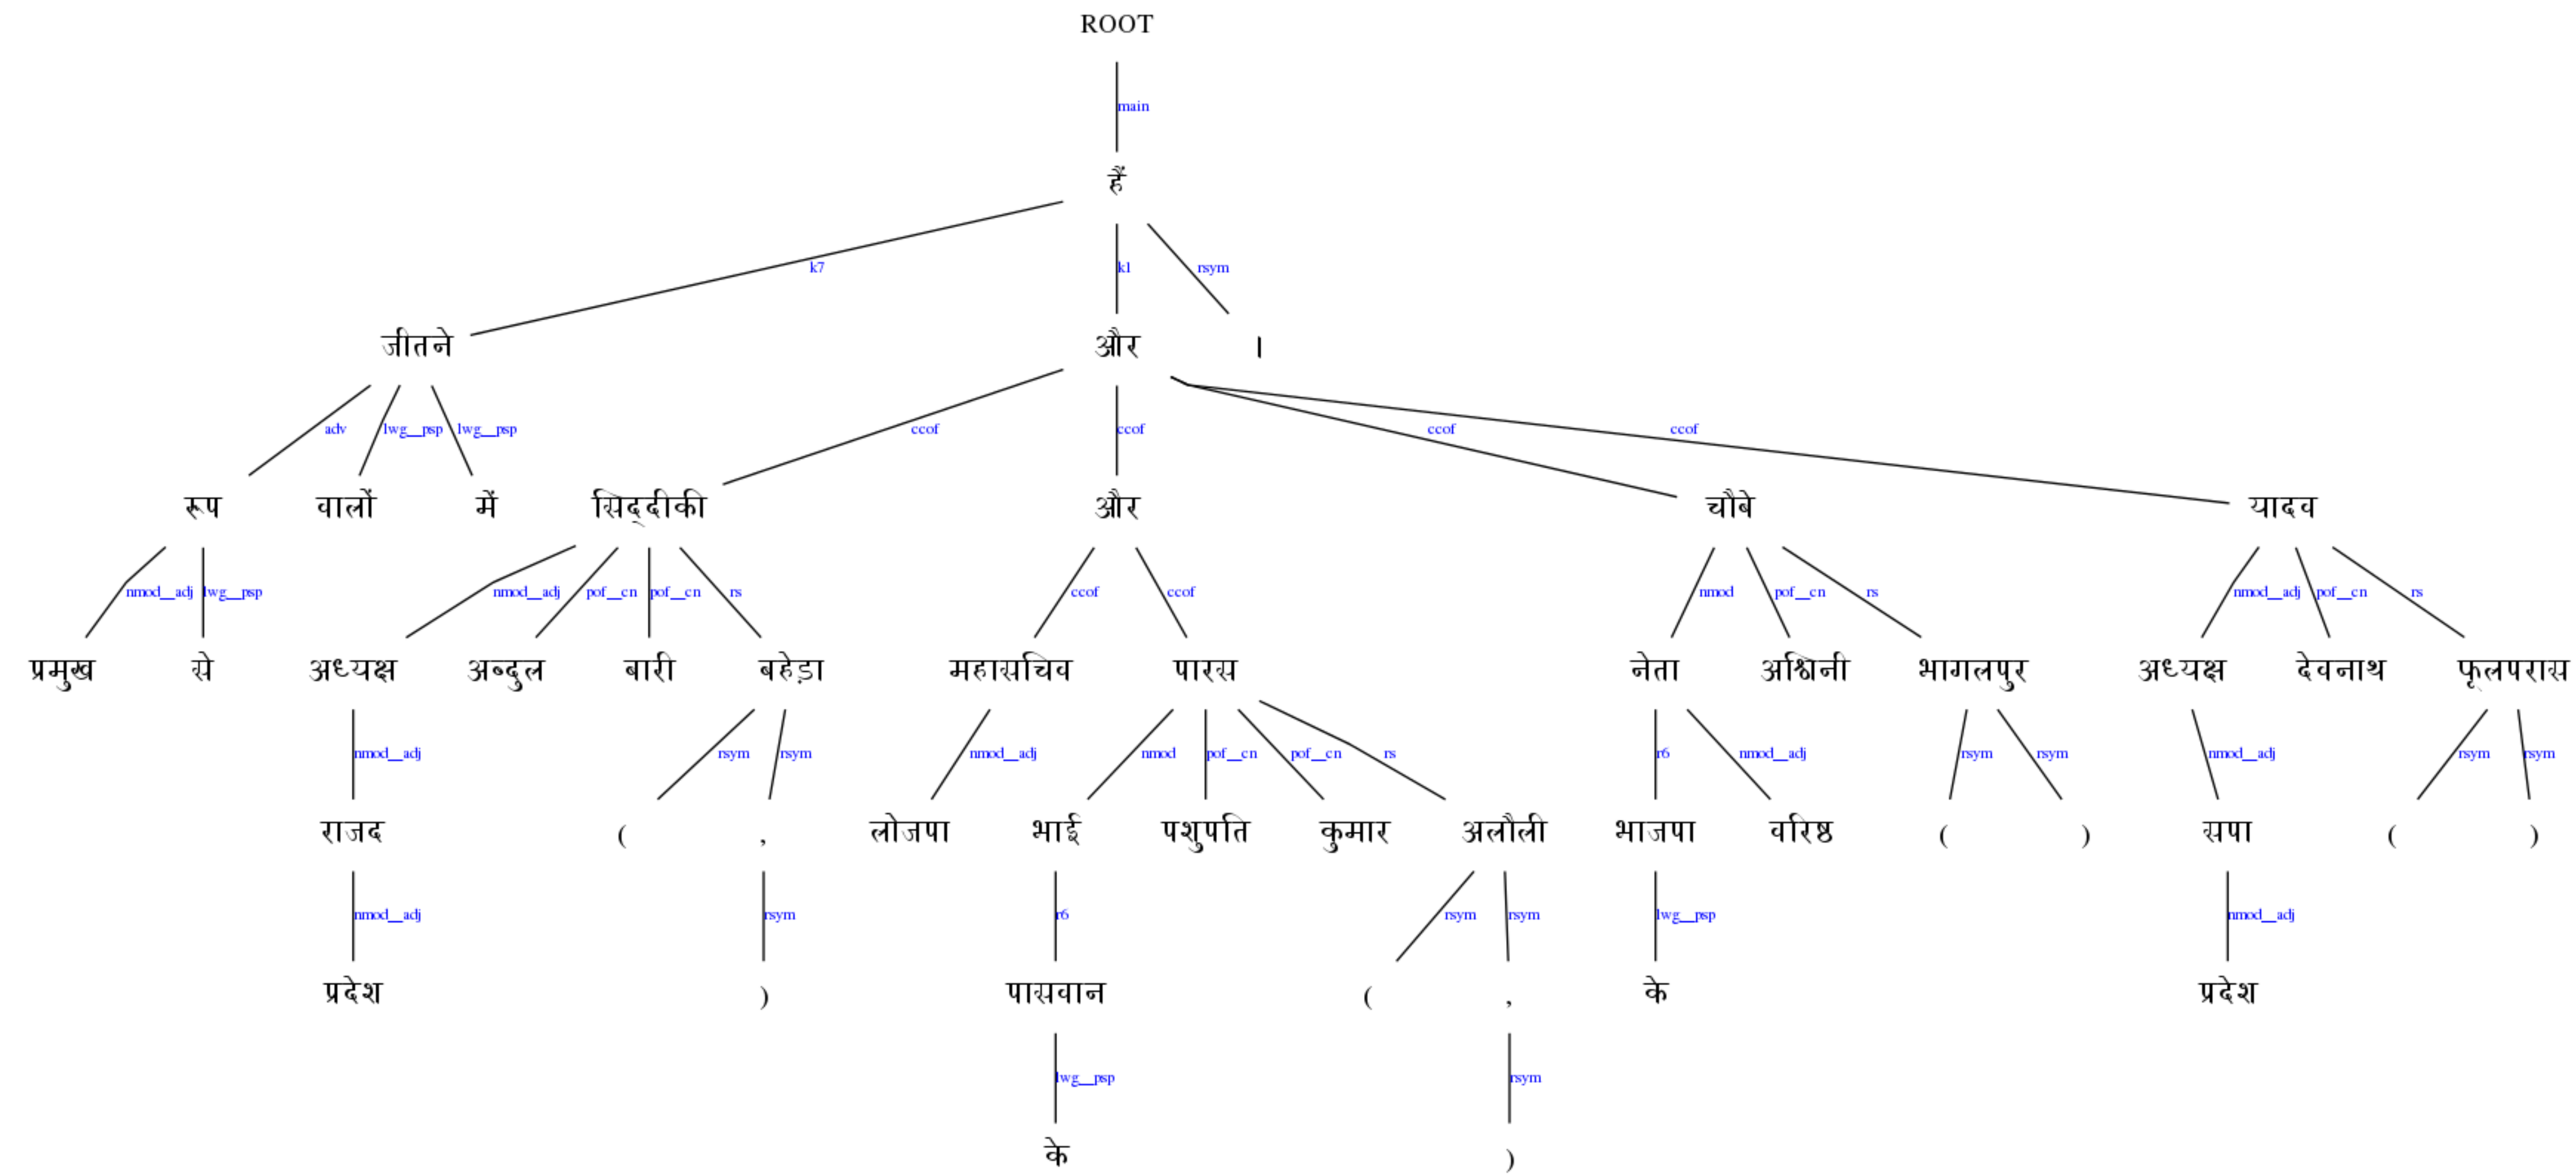 ROOT
main
हैं
k7 k1 rsym
जीतने और ।
adv lwg__psp lwg__psp ccof ccof ccof ccof
रूप वालों में सिद्दीकी और चौबे यादव
nmod__adj lwg__psp nmod__adj pof__cn pof__cn rs ccof ccof nmod pof__cn rs nmod__adj pof__cn rs
प्रमुख से अध्यक्ष अब्दुल बारी बहेड़ा महासचिव पारस नेता अश्विनी भागलपुर अध्यक्ष देवनाथ फूलपरास
nmod__adj rsym rsym nmod__adj nmod pof__cn pof__cn rs r6 nmod__adj rsym rsym nmod__adj rsym rsym
राजद ( , लोजपा भाई पशुपति कुमार अलौली भाजपा वरिष्ठ ( ) सपा ( )
nmod__adj rsym r6 rsym rsym lwg__psp nmod__adj
प्रदेश ) पासवान ( , के प्रदेश
lwg__psp rsym
के )